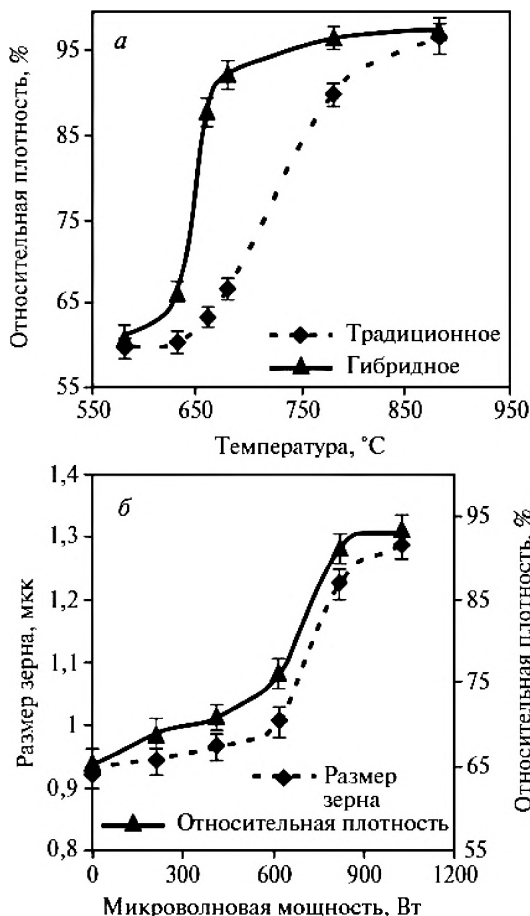 а
Относительная плотность, %
95
85
75
65
55
Традиционное
Гибридное
550 650 750 850 950
Температура, °С
б
Размер зерна, мкк
1,4
1,3
1,2
1,1
1
0,9
0,8
Относительная плотность, %
95
85
75
65
55
Размер
зерна
Относительная плотность
0 300 600 900 1200
Микроволновая мощность, Вт